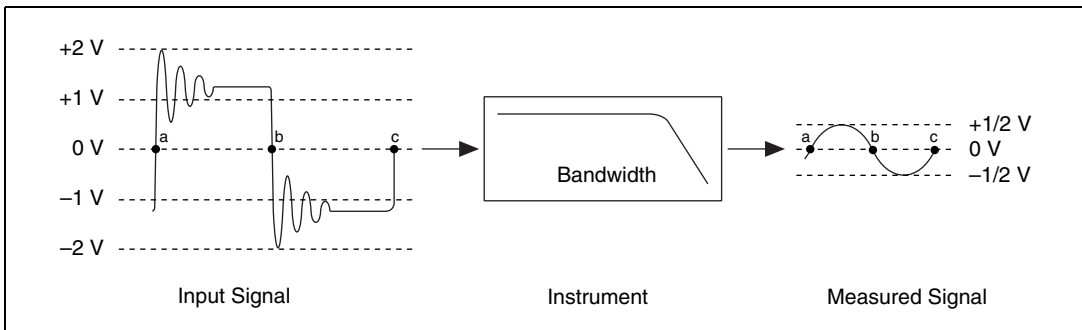 +2 V
+1 V
0 V
–1 V
–2 V
a
b
c
Input Signal
Bandwidth
Instrument
a
b
c
+1/2 V
0 V
–1/2 V
Measured Signal